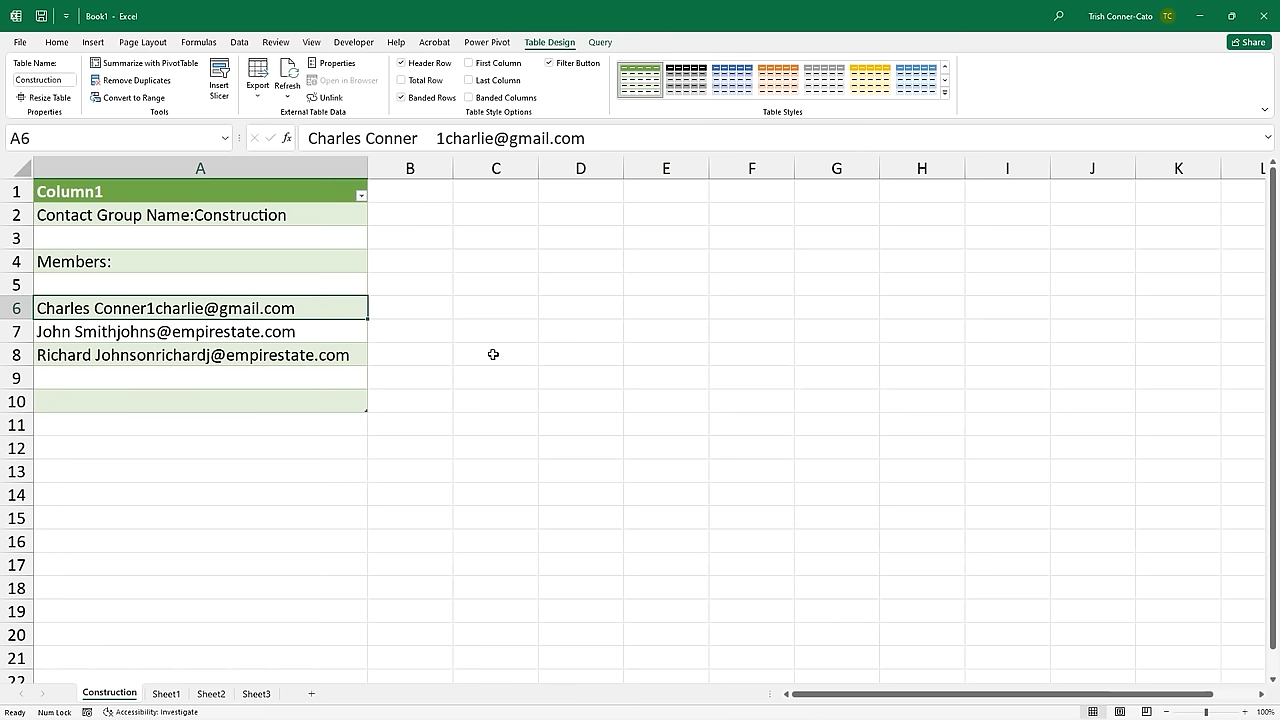 Book1 - Excel
Trish Conner-Cato TC
File Home Insert Page Layout Formulas Data Review View Developer Help Acrobat Power Pivot Table Design Query Share
Table Name:
Construction
Resize Table
Properties
Summarize with PivotTable
Convert to Range
Insert Slicer
Tools
Export
Refresh
Properties
Open in Browser
Unlink
External Table Data
Header Row First Column Filter Button
Total Row Last Column
Banded Rows Banded Columns
Table Style Options
Table Styles
A6 fx Charles Conner 1charlie@gmail.com
A B C D E F G H I J K L
1 Column1
2 Contact Group Name:Construction
3
4 Members:
5
6 Charles Conner1charlie@gmail.com
7 John Smithjohns@empirestate.com
8 Richard Johnsonrichardj@empirestate.com
9
10
11
12
13
14
15
16
17
18
19
20
21
22
Construction Sheet1 Sheet2 Sheet3
Ready Num Lock Accessibility: Investigate 100%